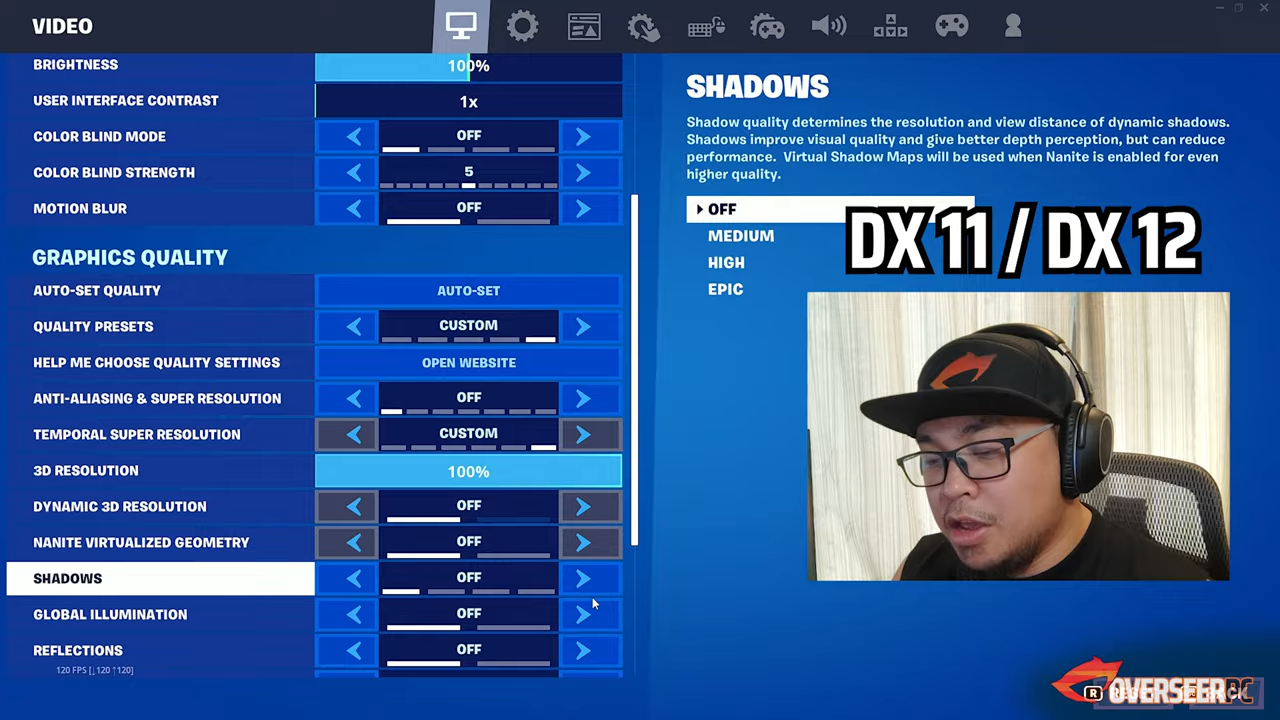 VIDEO
BRIGHTNESS 100%
USER INTERFACE CONTRAST 1x
COLOR BLIND MODE OFF
COLOR BLIND STRENGTH 5
MOTION BLUR OFF
GRAPHICS QUALITY
AUTO-SET QUALITY AUTO-SET
QUALITY PRESETS CUSTOM
HELP ME CHOOSE QUALITY SETTINGS OPEN WEBSITE
ANTI-ALIASING & SUPER RESOLUTION OFF
TEMPORAL SUPER RESOLUTION CUSTOM
3D RESOLUTION 100%
DYNAMIC 3D RESOLUTION OFF
NANITE VIRTUALIZED GEOMETRY OFF
SHADOWS OFF
GLOBAL ILLUMINATION OFF
REFLECTIONS OFF
120 FPS [↓120 ↑120]
SHADOWS
Shadow quality determines the resolution and view distance of dynamic shadows.
Shadows improve visual quality and give better depth perception, but can reduce
performance. Virtual Shadow Maps will be used when Nanite is enabled for even
higher quality.
OFF
MEDIUM
HIGH
EPIC
DX 11 / DX 12
OVERSEERPC
R